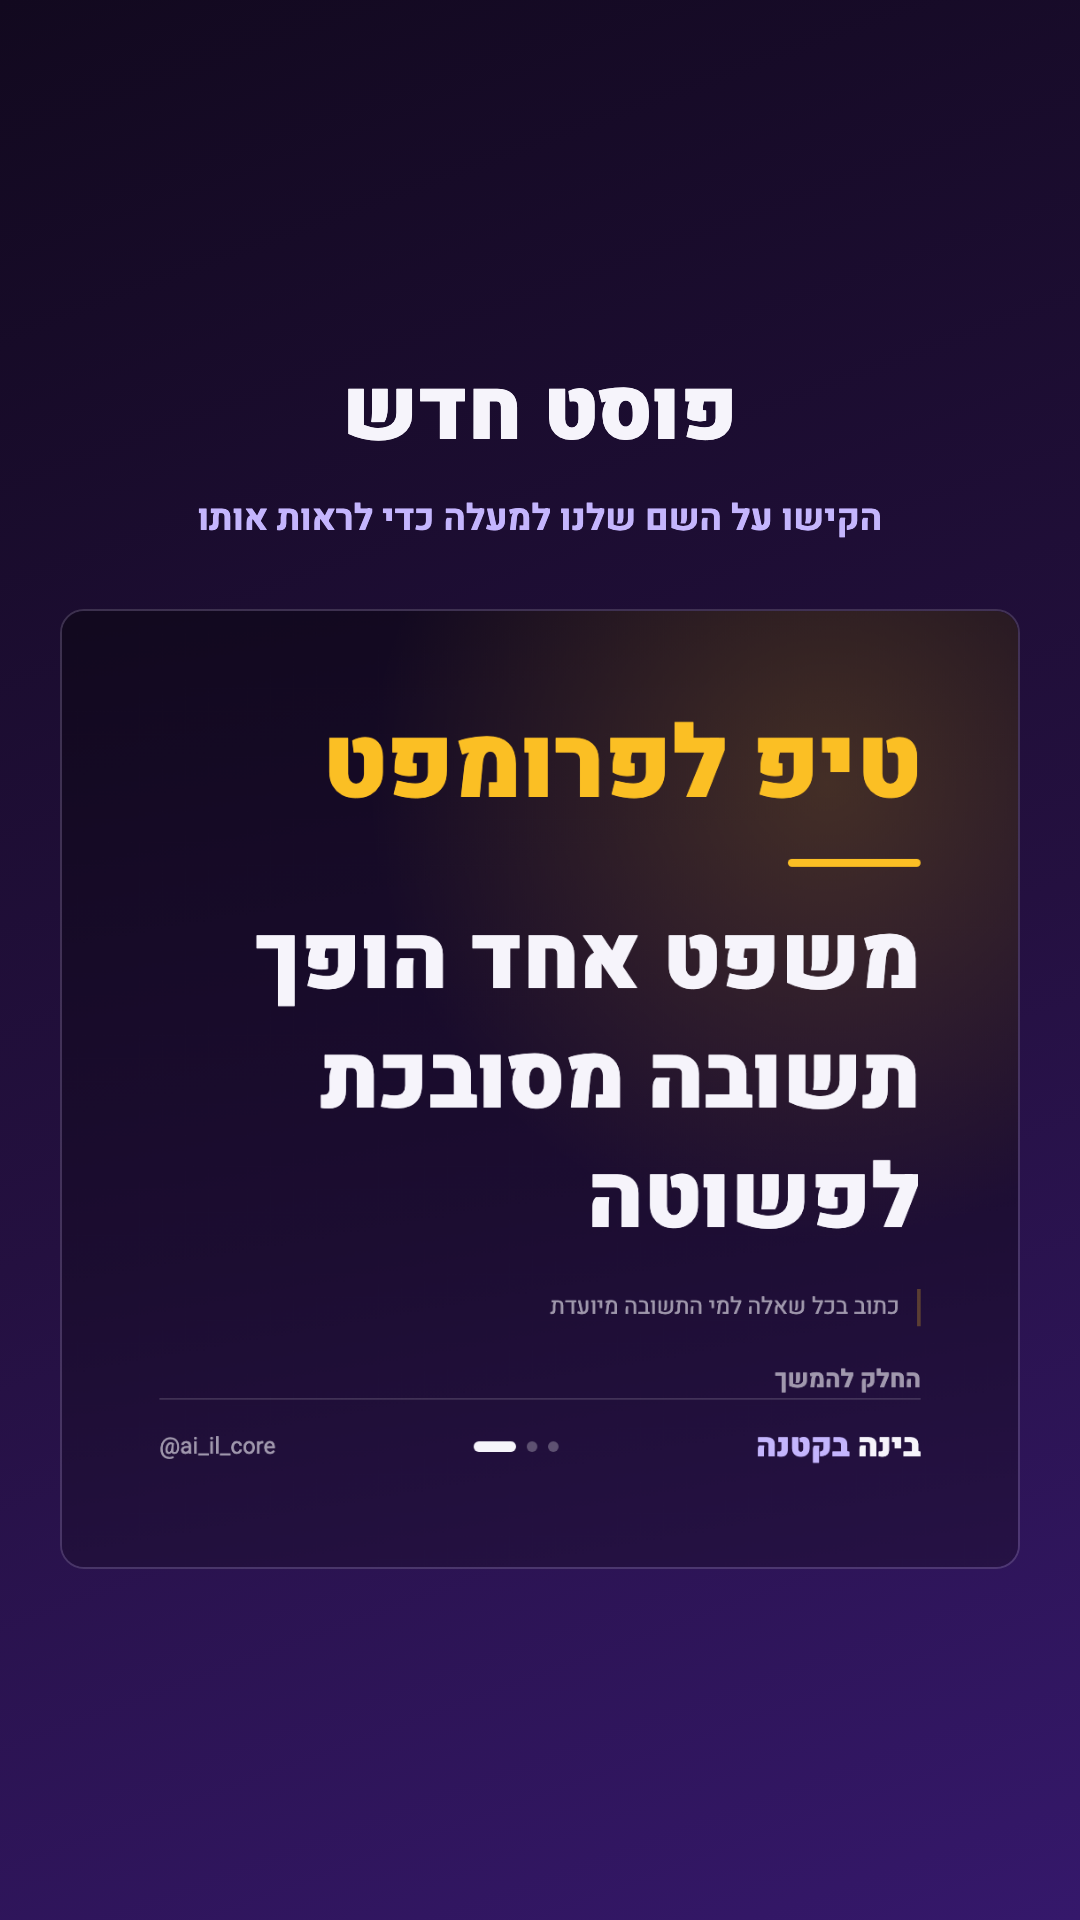 פוסט חדש
הקישו על השם שלנו למעלה כדי לראות אותו
טיפ לפרומפט
משפט אחד הופך
תשובה מסובכת
לפשוטה
כתוב בכל שאלה למי התשובה מיועדת
החלק להמשך
בינה בקטנה
@ai_il_core